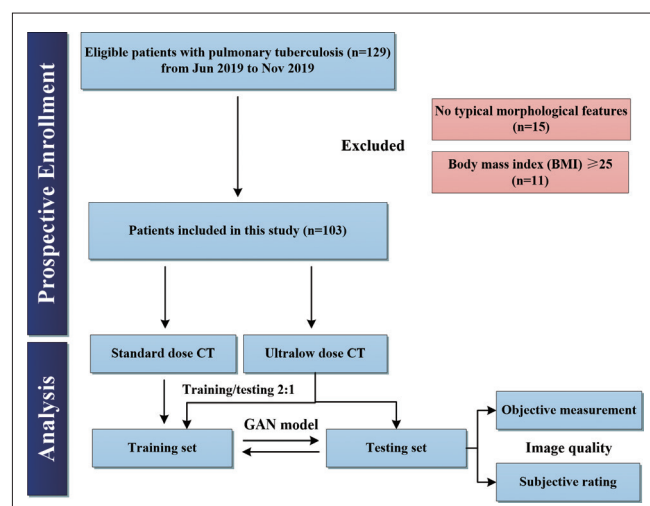 Prospective Enrollment
Eligible patients with pulmonary tuberculosis (n=129)
from Jun 2019 to Nov 2019
Excluded
No typical morphological features
(n=15)
Body mass index (BMI) ≥25
(n=11)
Patients included in this study (n=103)
Analysis
Standard dose CT
Ultralow dose CT
Training/testing 2:1
Training set
GAN model
Testing set
Objective measurement
Image quality
Subjective rating